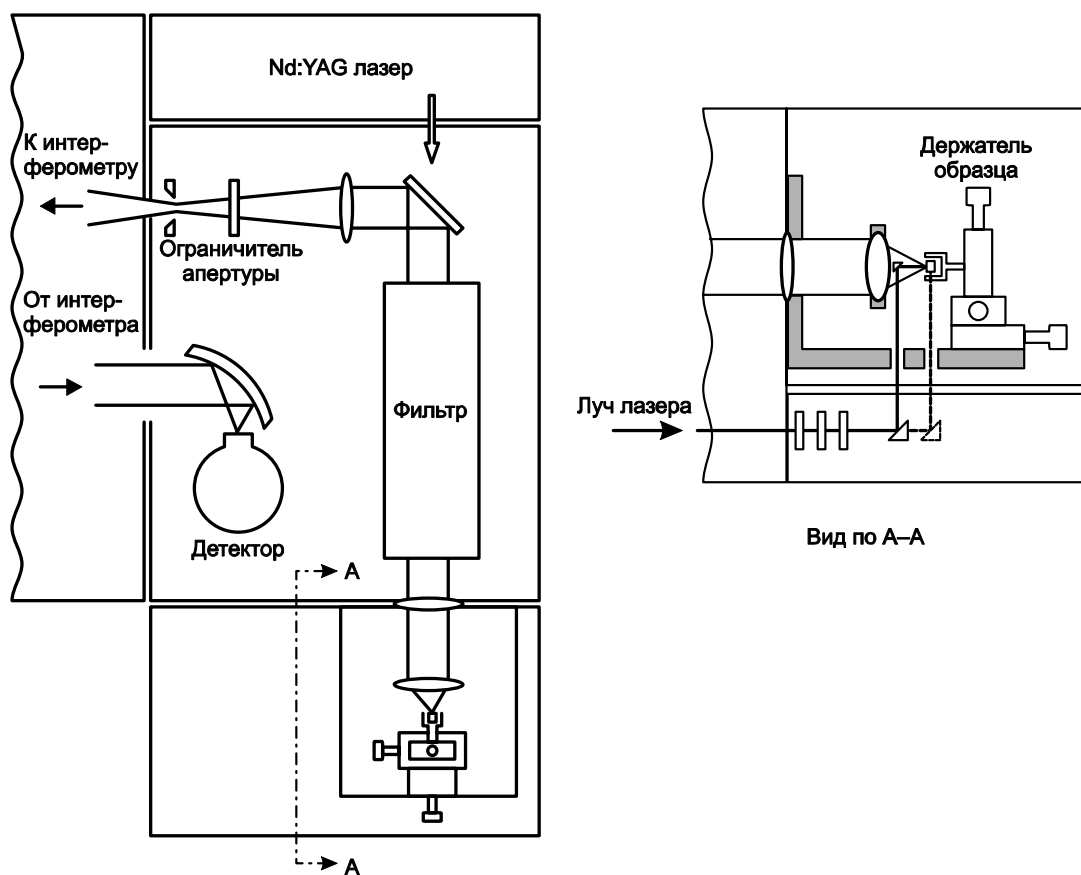 Nd:YAG лазер
К интер-
ферометру
Ограничитель
апертуры
От интер-
ферометра
Фильтр
Детектор
А
А
Держатель
образца
Луч лазера
Вид по А–А